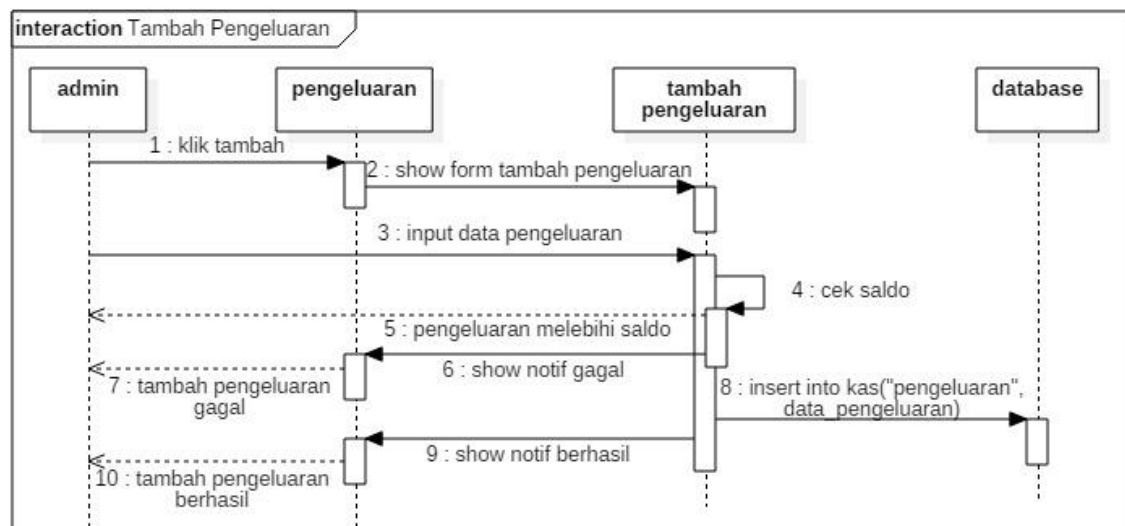 interaction Tambah Pengeluaran
admin
pengeluaran
tambah
pengeluaran
database
1 : klik tambah
2 : show form tambah pengeluaran
3 : input data pengeluaran
4 : cek saldo
5 : pengeluaran melebihi saldo
6 : show notif gagal
7 : tambah pengeluaran
gagal
8 : insert into kas("pengeluaran",
data_pengeluaran)
9 : show notif berhasil
10 : tambah pengeluaran
berhasil